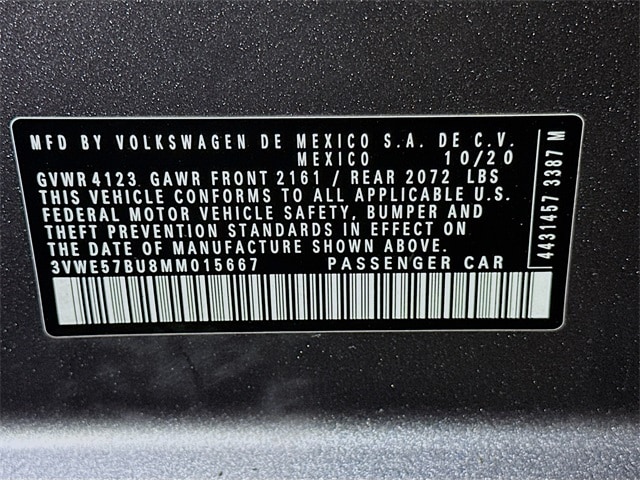 MFD BY VOLKSWAGEN DE MEXICO S.A. DE C.V.
MEXICO 10/20
GVWR 4123 GAWR FRONT 2161 / REAR 2072 LBS
THIS VEHICLE CONFORMS TO ALL APPLICABLE U.S.
FEDERAL MOTOR VEHICLE SAFETY, BUMPER AND
THEFT PREVENTION STANDARDS IN EFFECT ON
THE DATE OF MANUFACTURE SHOWN ABOVE.
3VWE57BU8MM015667 PASSENGER CAR
4431457 3387 M